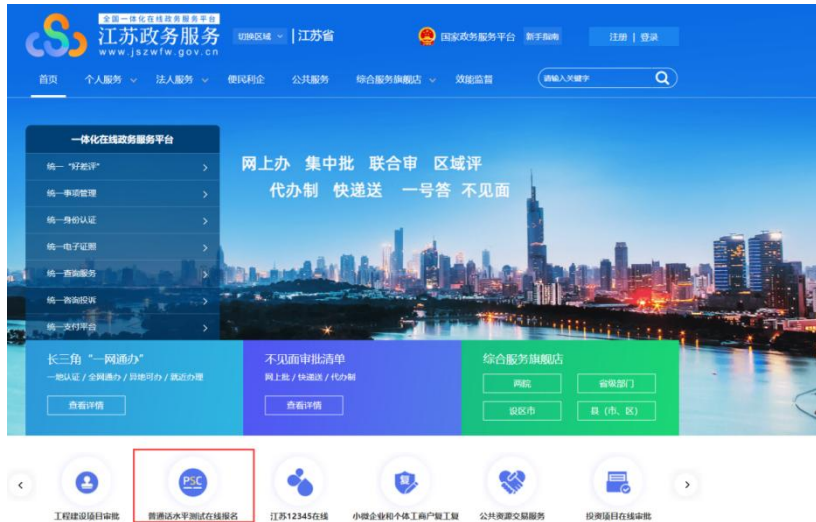 全国一体化在线政务服务平台
江苏政务服务
www.jszwfw.gov.cn
切换区域 江苏省
国家政务服务平台 新手指南 注册 | 登录
首页 个人服务 法人服务 便民利企 公共服务 综合服务旗舰店 效能监督 请输入关键字
一体化在线政务服务平台
统一 “好差评”
统一事项管理
统一身份认证
统一电子证照
统一查询服务
统一咨询投诉
统一支付平台
网上办 集中批 联合审 区域评
代办制 快递送 一号答 不见面
长三角 “一网通办”
一地认证 / 全网通办 / 异地可办 / 就近办理
查看详情
不见面审批清单
网上批 / 快递送 / 代办制
查看详情
综合服务旗舰店
两院 省级部门
设区市 县 (市、区)
PSC
复
工程建设项目审批 普通话水平测试在线报名 江苏12345在线 小微企业和个体工商户复工复 公共资源交易服务 投资项目在线审批